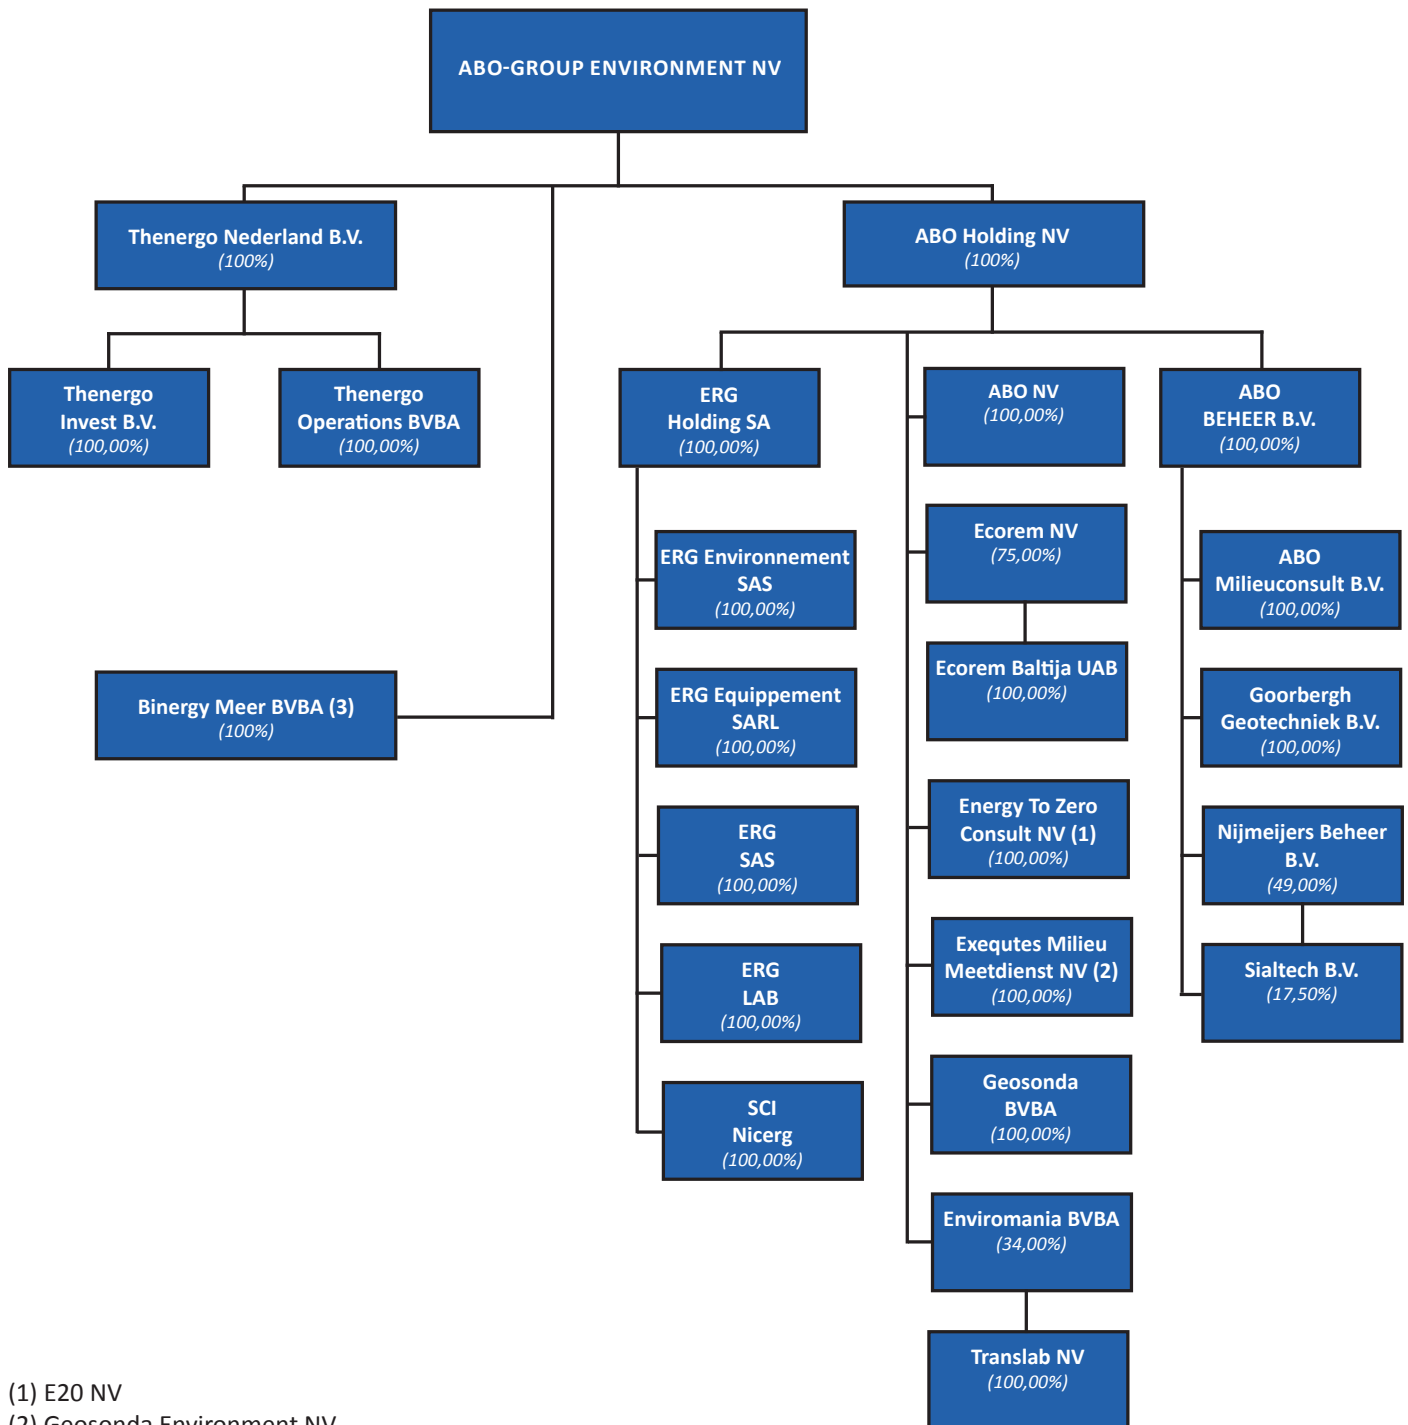 ABO-GROUP ENVIRONMENT NV
Thenergo Nederland B.V.
(100%)
ABO Holding NV
(100%)
Thenergo
Invest B.V.
(100,00%)
Thenergo
Operations BVBA
(100,00%)
Binergy Meer BVBA (3)
(100%)
ERG
Holding SA
(100,00%)
ERG Environnement
SAS
(100,00%)
ERG Equippement
SARL
(100,00%)
ERG
SAS
(100,00%)
ERG
LAB
(100,00%)
SCI
Nicerg
(100,00%)
ABO NV
(100,00%)
Ecorem NV
(75,00%)
Ecorem Baltija UAB
(100,00%)
Energy To Zero
Consult NV (1)
(100,00%)
Exequtes Milieu
Meetdienst NV (2)
(100,00%)
Geosonda
BVBA
(100,00%)
Enviromania BVBA
(34,00%)
Translab NV
(100,00%)
ABO
BEHEER B.V.
(100,00%)
ABO
Milieuconsult B.V.
(100,00%)
Goorbergh
Geotechniek B.V.
(100,00%)
Nijmeijers Beheer
B.V.
(49,00%)
Sialtech B.V.
(17,50%)
(1) E20 NV
(2) Geosonda Environment NV